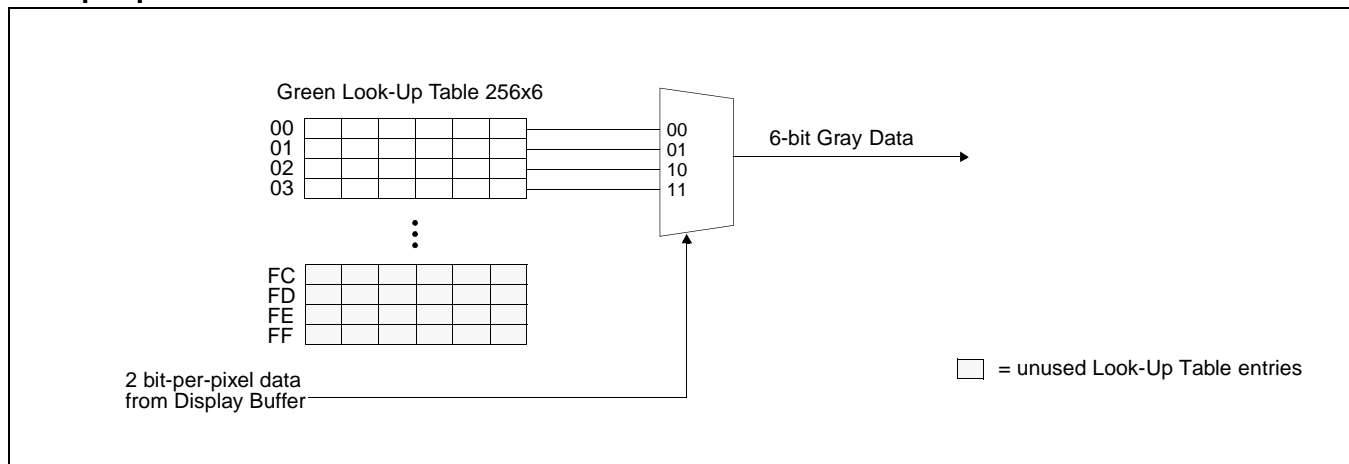 Green Look-Up Table 256x6
00
01
02
03
00
01
10
11
6-bit Gray Data
FC
FD
FE
FF
2 bit-per-pixel data
from Display Buffer
= unused Look-Up Table entries